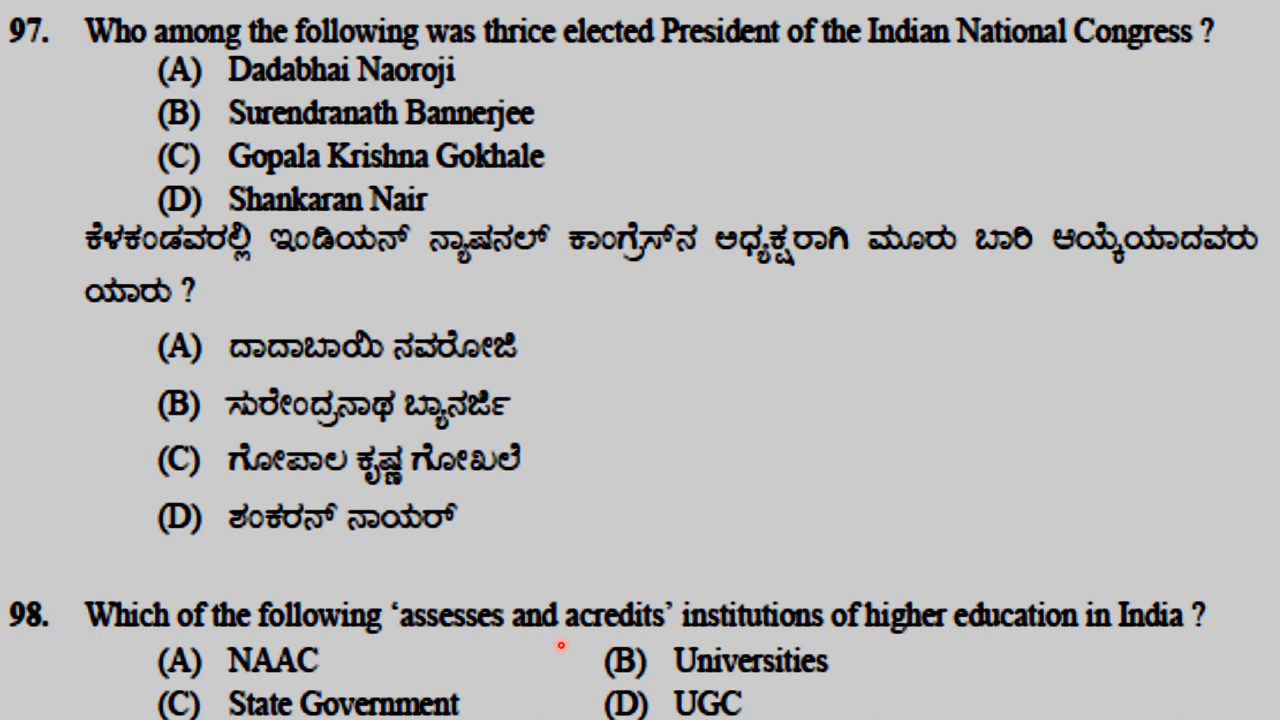 97. Who among the following was thrice elected President of the Indian National Congress ?
(A) Dadabhai Naoroji
(B) Surendranath Bannerjee
(C) Gopala Krishna Gokhale
(D) Shankaran Nair
ಕೆಳಕಂಡವರಲ್ಲಿ ಇಂಡಿಯನ್ ನ್ಯಾಷನಲ್ ಕಾಂಗ್ರೆಸ್‌ನ ಅಧ್ಯಕ್ಷರಾಗಿ ಮೂರು ಬಾರಿ ಆಯ್ಕೆಯಾದವರು
ಯಾರು ?
(A) ದಾದಾಬಾಯಿ ನವರೋಜಿ
(B) ಸುರೇಂದ್ರನಾಥ ಬ್ಯಾನರ್ಜಿ
(C) ಗೋಪಾಲ ಕೃಷ್ಣ ಗೋಖಲೆ
(D) ಶಂಕರನ್ ನಾಯರ್
98. Which of the following ‘assesses and acredits’ institutions of higher education in India ?
(A) NAAC (B) Universities
(C) State Government (D) UGC